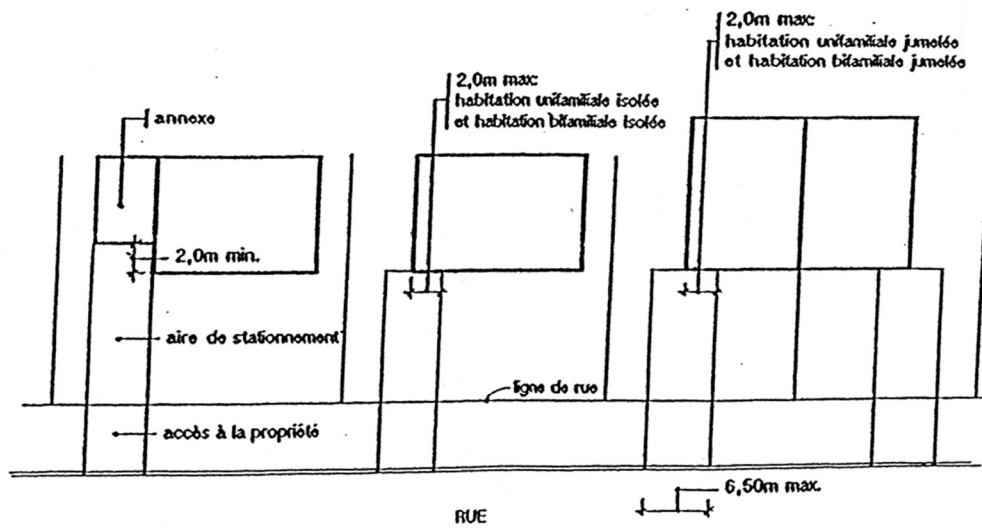 2,0m max:
habitation unifamiliale jumelée
et habitation bifamiliale jumelée
2,0m max:
habitation unifamiliale isolée
et habitation bifamiliale isolée
annexe
2,0m min.
aire de stationnement
ligne de rue
accès à la propriété
6,50m max.
RUE